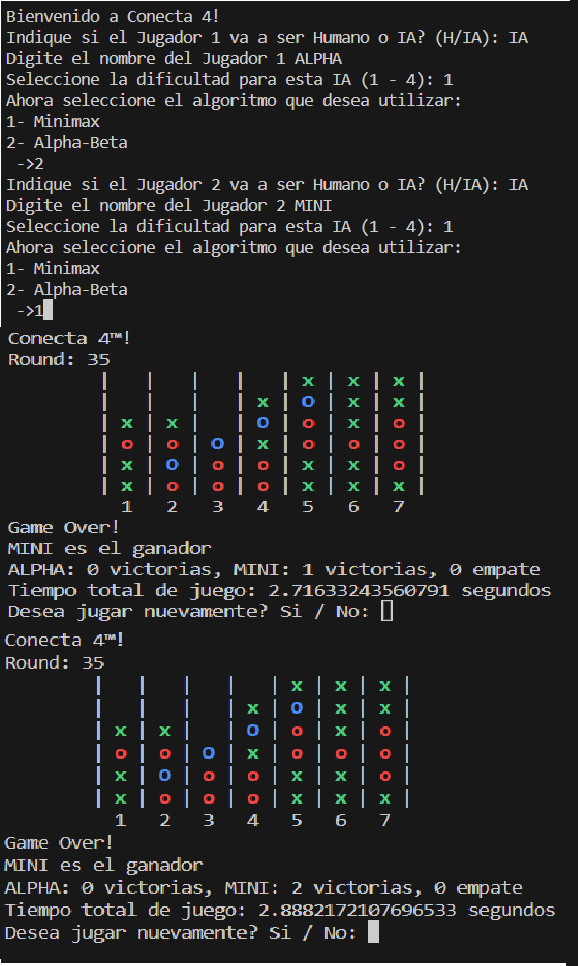 Bienvenido a Conecta 4!
Indique si el Jugador 1 va a ser Humano o IA? (H/IA): IA
Digite el nombre del Jugador 1 ALPHA
Seleccione la dificultad para esta IA (1 - 4): 1
Ahora seleccione el algoritmo que desea utilizar:
1- Minimax
2- Alpha-Beta
->2
Indique si el Jugador 2 va a ser Humano o IA? (H/IA): IA
Digite el nombre del Jugador 2 MINI
Seleccione la dificultad para esta IA (1 - 4): 1
Ahora seleccione el algoritmo que desea utilizar:
1- Minimax
2- Alpha-Beta
->1
Conecta 4™!
Round: 35
| | | | | x | x | x |
| | | | x | O | x | x |
| x | x | | O | o | x | o |
| o | o | O | x | o | o | o |
| x | O | o | o | x | x | o |
| x | o | o | o | x | x | x |
1 2 3 4 5 6 7
Game Over!
MINI es el ganador
ALPHA: 0 victorias, MINI: 1 victorias, 0 empate
Tiempo total de juego: 2.71633243560791 segundos
Desea jugar nuevamente? Si / No:
Conecta 4™!
Round: 35
| | | | | x | x | x |
| | | | x | O | x | x |
| x | x | | O | o | x | o |
| o | o | O | x | o | o | o |
| x | O | o | o | x | x | o |
| x | o | o | o | x | x | x |
1 2 3 4 5 6 7
Game Over!
MINI es el ganador
ALPHA: 0 victorias, MINI: 2 victorias, 0 empate
Tiempo total de juego: 2.8882172107696533 segundos
Desea jugar nuevamente? Si / No: